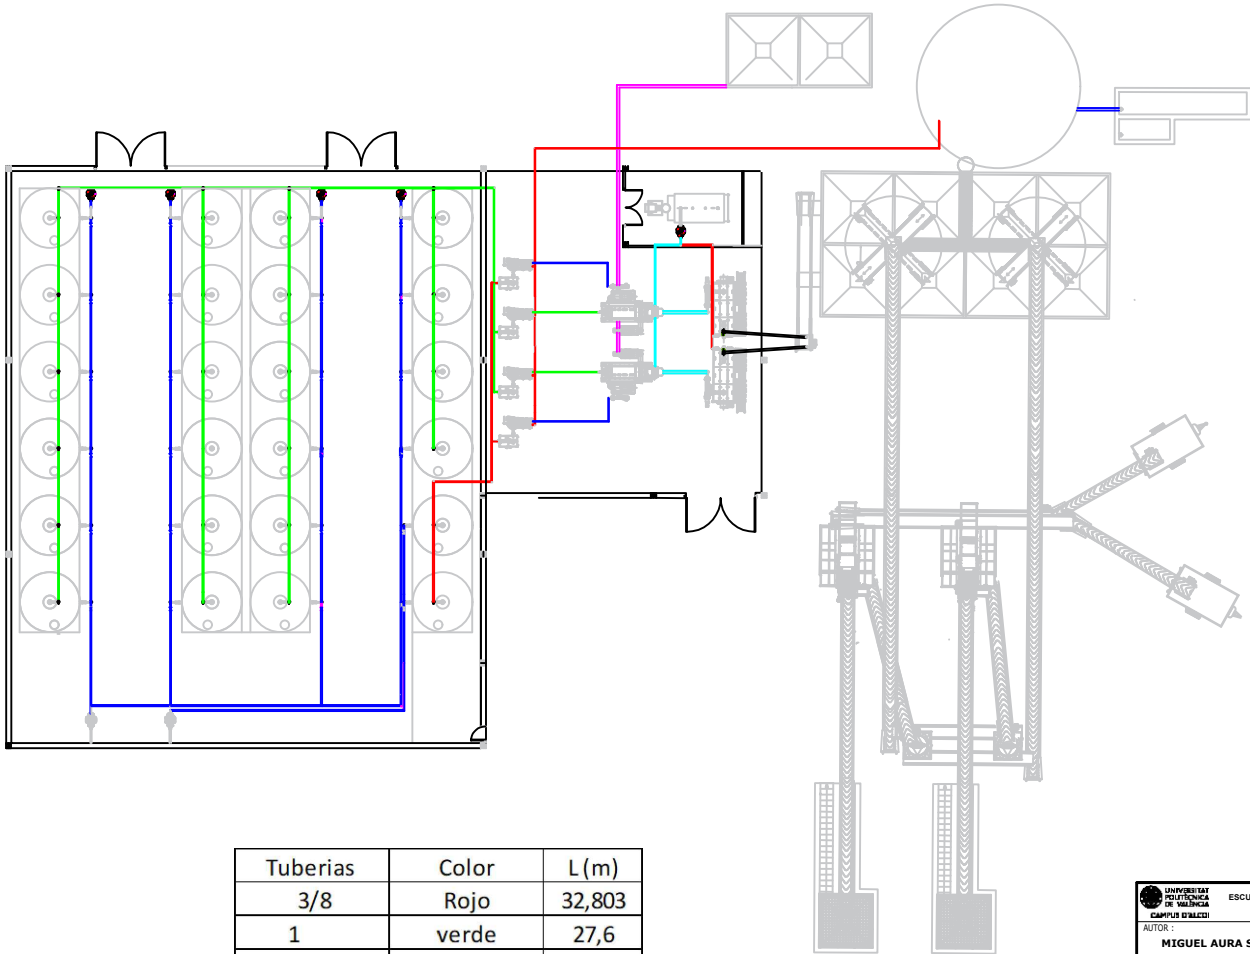 Tuberias Color L (m)
3/8 Rojo 32,803
1 verde 27,6
UNIVERSITAT
POLITÈCNICA
DE VALÈNCIA
ESCU
CAMPUS D'ALCOI
AUTOR :
MIGUEL AURA S